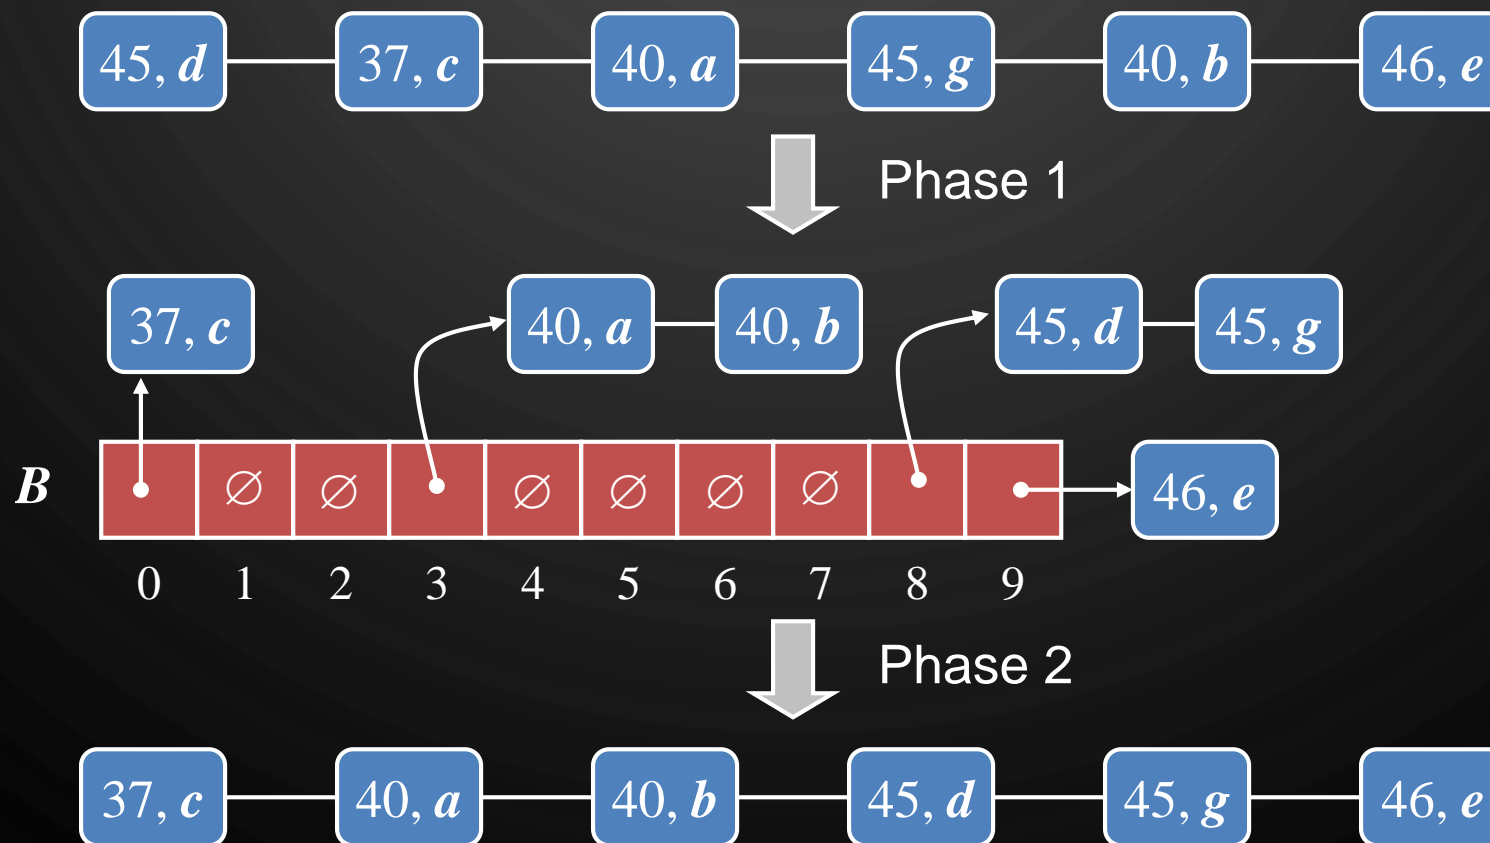 45, d 37, c 40, a 45, g 40, b 46, e
Phase 1
37, c 40, a 40, b 45, d 45, g
B ∅ ∅ ∅ ∅ ∅ ∅ 46, e
0 1 2 3 4 5 6 7 8 9
Phase 2
37, c 40, a 40, b 45, d 45, g 46, e